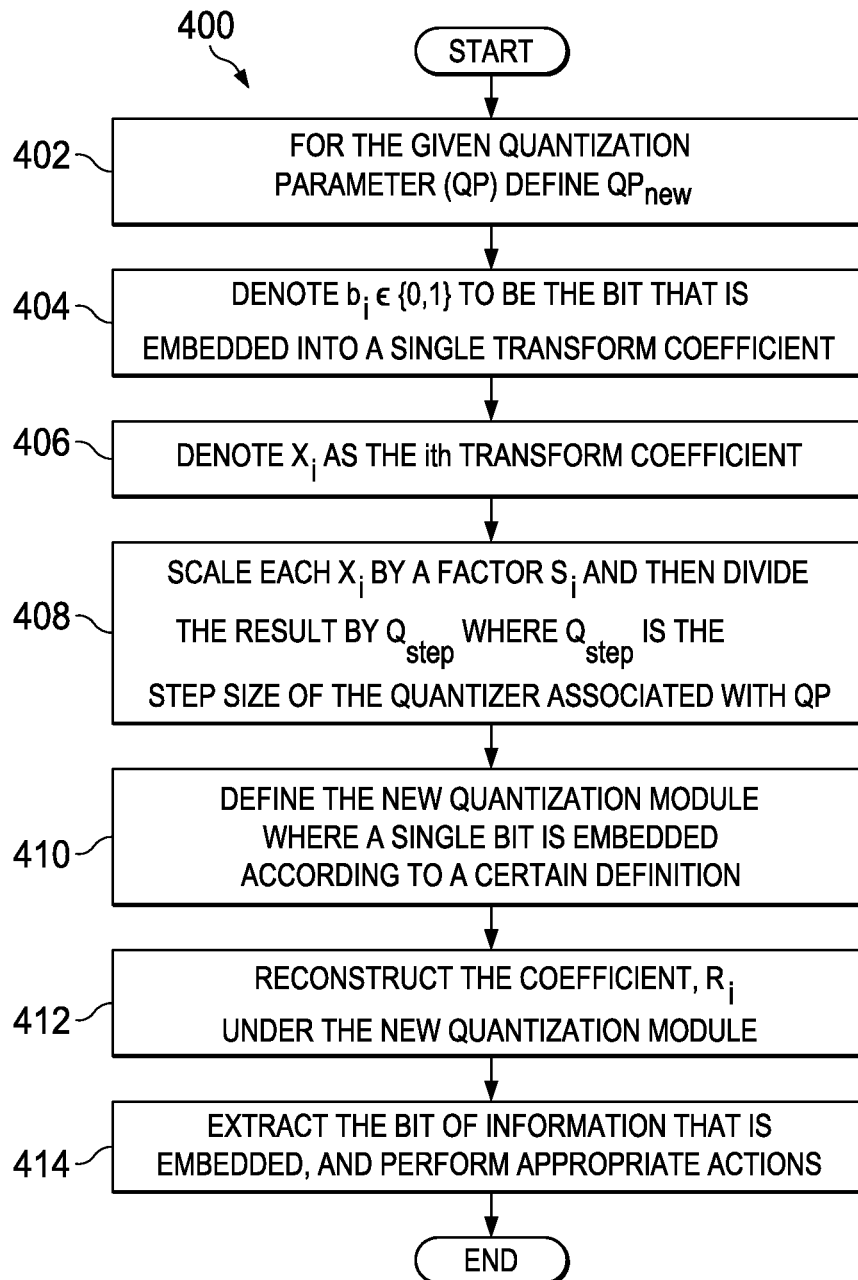 400
START
402
FOR THE GIVEN QUANTIZATION
PARAMETER (QP) DEFINE QPnew
404
DENOTE bi ϵ {0,1} TO BE THE BIT THAT IS
EMBEDDED INTO A SINGLE TRANSFORM COEFFICIENT
406
DENOTE Xi AS THE ith TRANSFORM COEFFICIENT
408
SCALE EACH Xi BY A FACTOR Si AND THEN DIVIDE
THE RESULT BY Qstep WHERE Qstep IS THE
STEP SIZE OF THE QUANTIZER ASSOCIATED WITH QP
410
DEFINE THE NEW QUANTIZATION MODULE
WHERE A SINGLE BIT IS EMBEDDED
ACCORDING TO A CERTAIN DEFINITION
412
RECONSTRUCT THE COEFFICIENT, Ri
UNDER THE NEW QUANTIZATION MODULE
414
EXTRACT THE BIT OF INFORMATION THAT IS
EMBEDDED, AND PERFORM APPROPRIATE ACTIONS
END